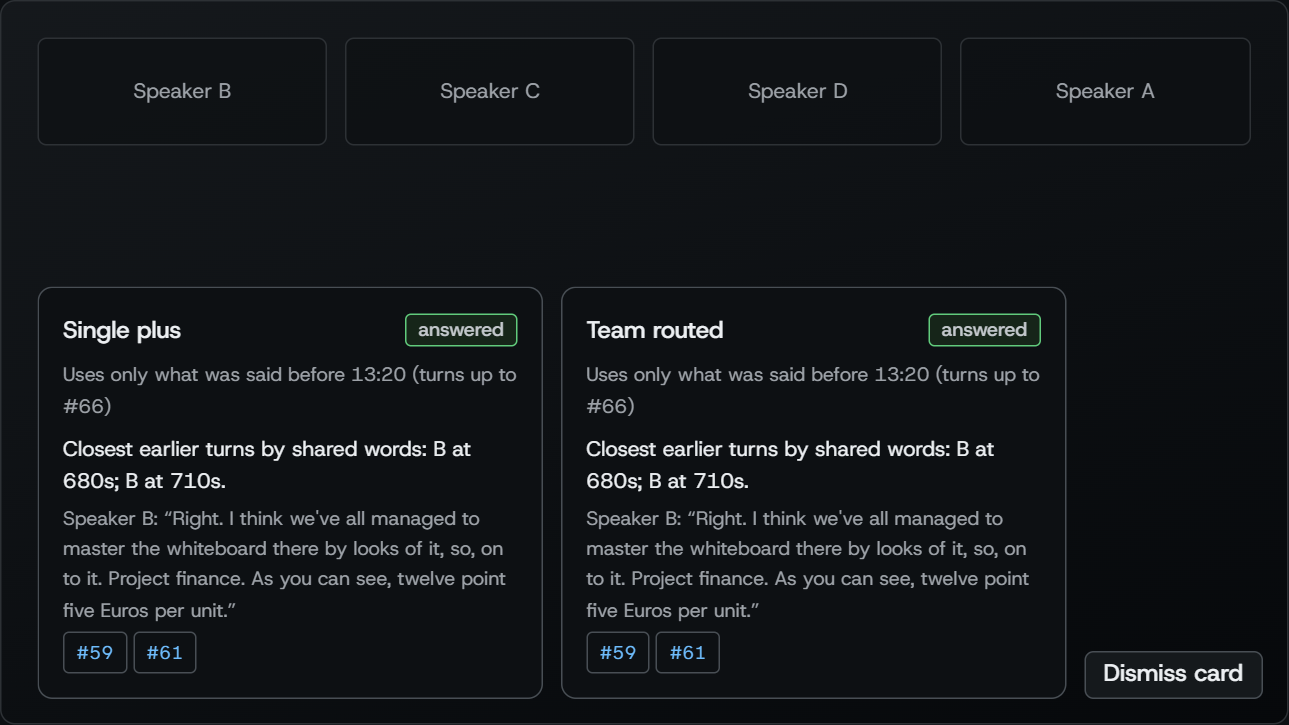 Speaker B
Speaker C
Speaker D
Speaker A
Single plus
answered
Uses only what was said before 13:20 (turns up to
#66)
Closest earlier turns by shared words: B at
680s; B at 710s.
Speaker B: “Right. I think we've all managed to
master the whiteboard there by looks of it, so, on
to it. Project finance. As you can see, twelve point
five Euros per unit.”
#59
#61
Team routed
answered
Uses only what was said before 13:20 (turns up to
#66)
Closest earlier turns by shared words: B at
680s; B at 710s.
Speaker B: “Right. I think we've all managed to
master the whiteboard there by looks of it, so, on
to it. Project finance. As you can see, twelve point
five Euros per unit.”
#59
#61
Dismiss card